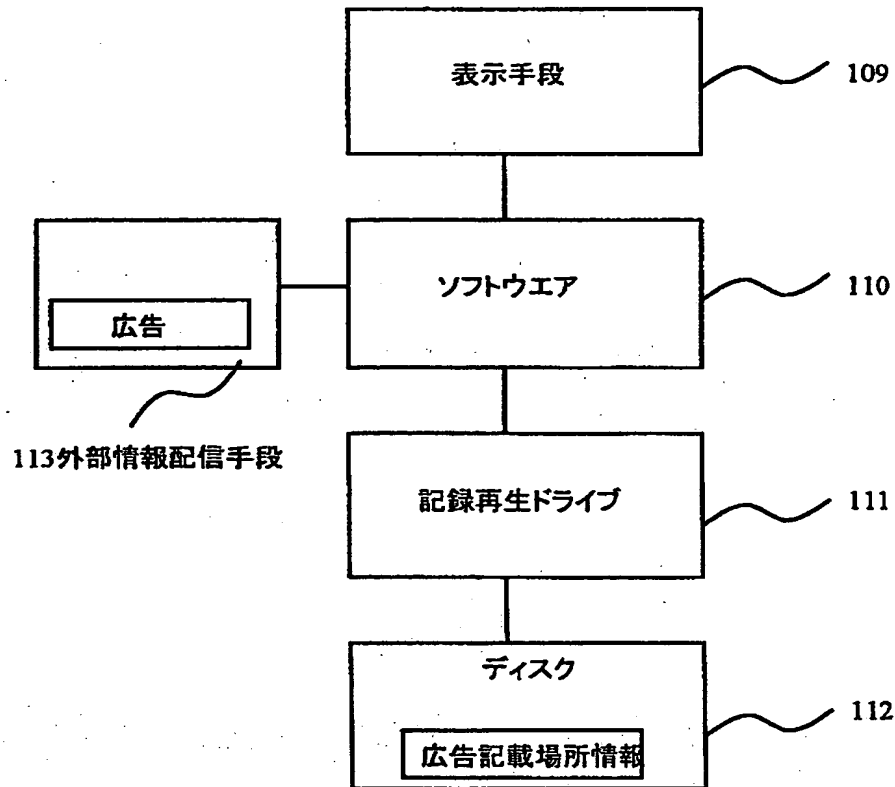 表示手段
109
ソフトウエア
110
広告
113外部情報配信手段
記録再生ドライブ
111
ディスク
112
広告記載場所情報